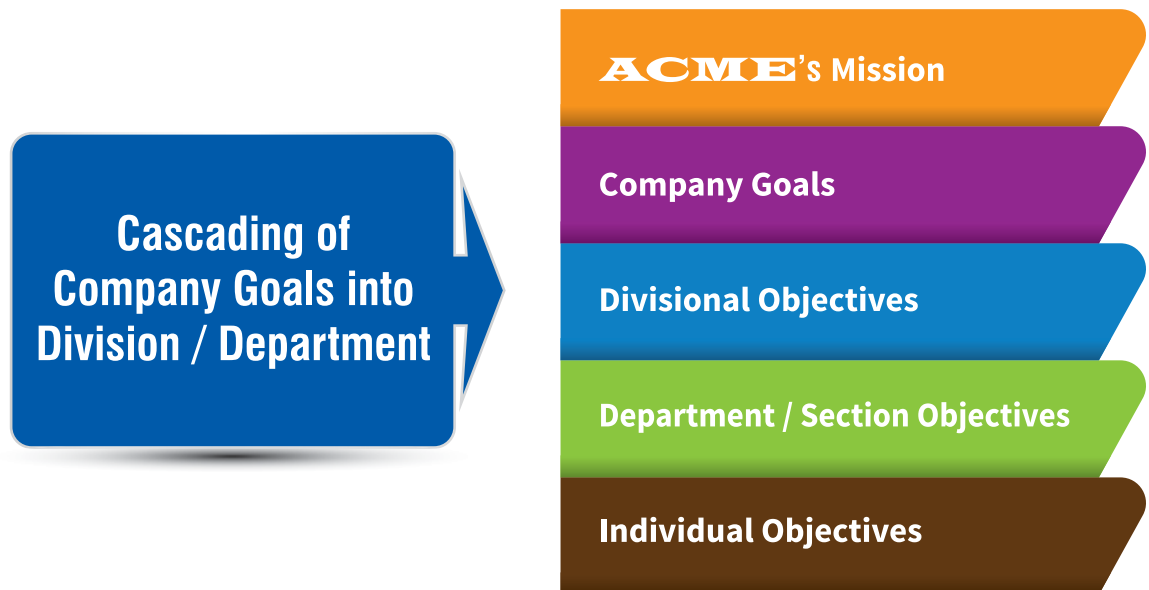 Cascading of
Company Goals into
Division / Department
ACME's Mission
Company Goals
Divisional Objectives
Department / Section Objectives
Individual Objectives